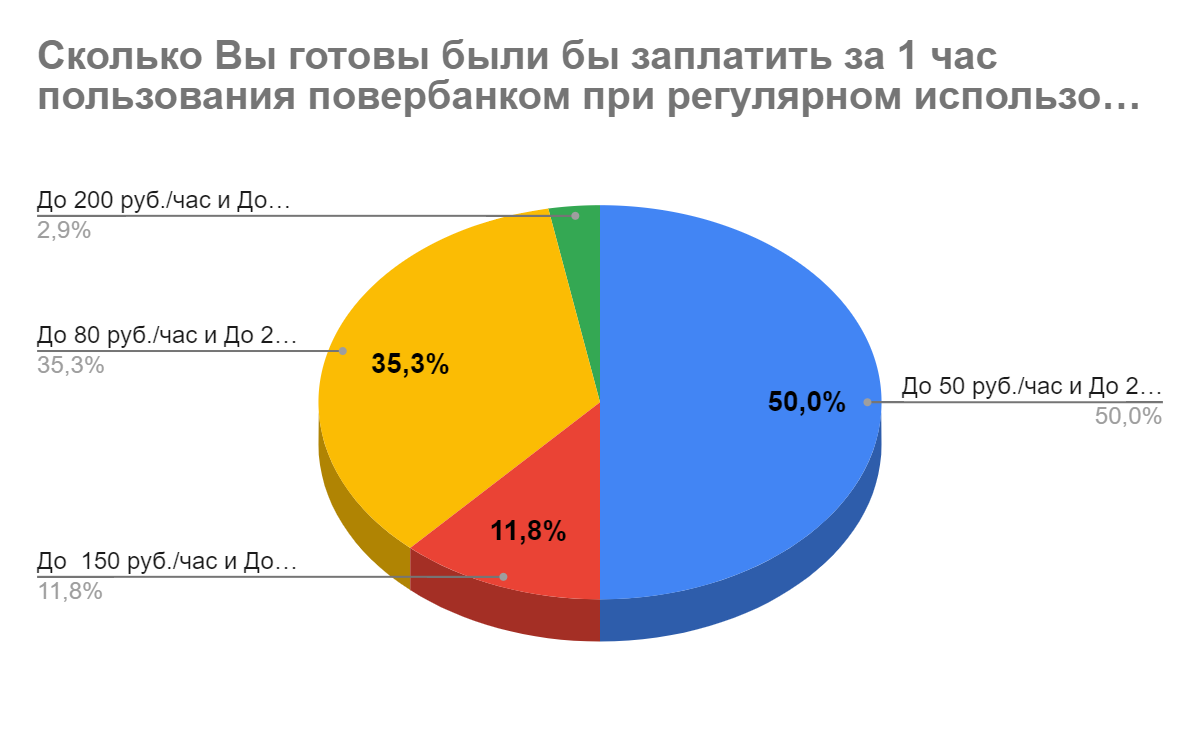 Сколько Вы готовы были бы заплатить за 1 час
пользования повербанком при регулярном использо…
До 200 руб./час и До…
2,9%
До 80 руб./час и До 2…
35,3%
35,3%
До 50 руб./час и До 2…
50,0%
50,0%
До  150 руб./час и До…
11,8%
11,8%